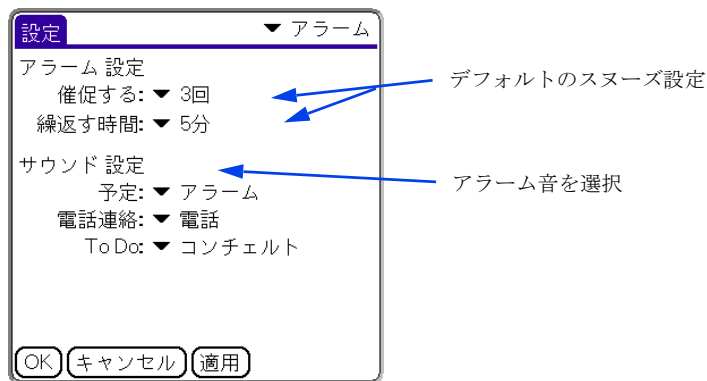 設定 ▼ アラーム
アラーム 設定
催促する: ▼ 3回
繰返す時間: ▼ 5分
デフォルトのスヌーズ設定
サウンド 設定
予定: ▼ アラーム
アラーム音を選択
電話連絡: ▼ 電話
To Do: ▼ コンチェルト
OK キャンセル 適用